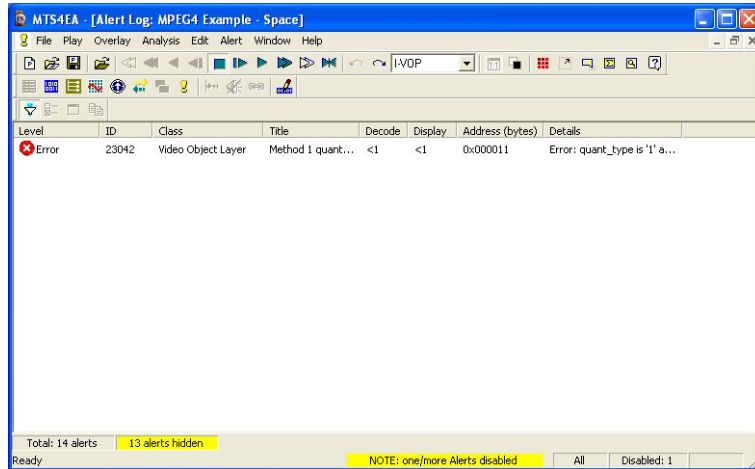 MTS4EA - [Alert Log: MPEG4 Example - Space]
File Play Overlay Analysis Edit Alert Window Help
I-VOP
Level ID Class Title Decode Display Address (bytes) Details
Error 23042 Video Object Layer Method 1 quant... <1 <1 0x000011 Error: quant_type is '1' a...
Total: 14 alerts 13 alerts hidden
Ready NOTE: one/more Alerts disabled All Disabled: 1